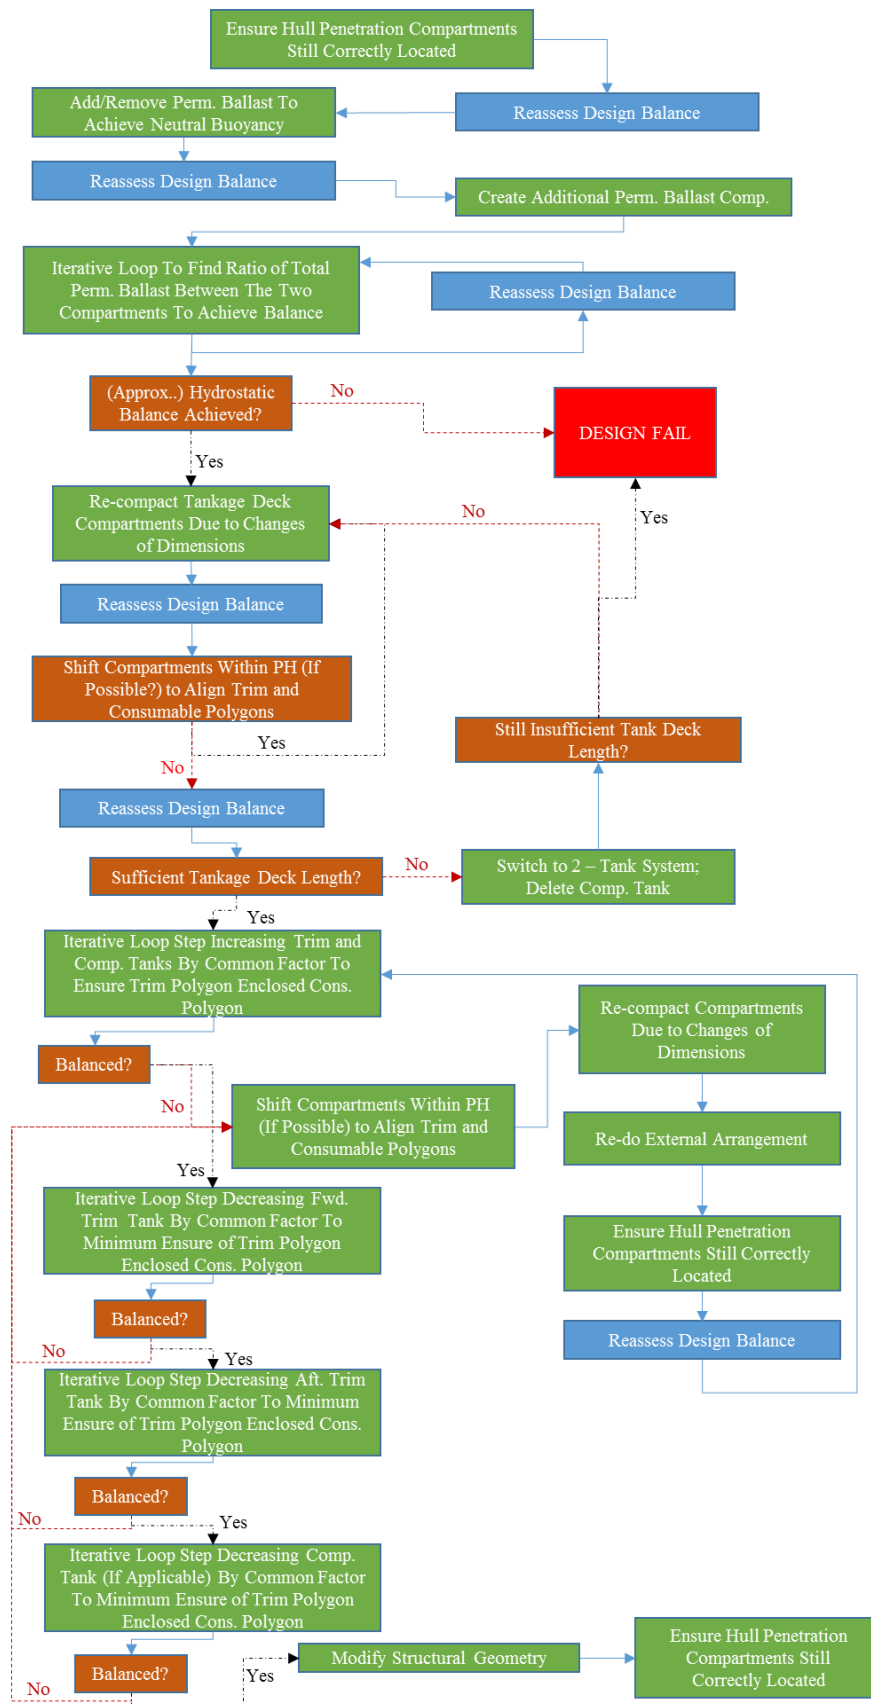 Ensure Hull Penetration Compartments
Still Correctly Located
Reassess Design Balance
Add/Remove Perm. Ballast To
Achieve Neutral Buoyancy
Reassess Design Balance
Create Additional Perm. Ballast Comp.
Iterative Loop To Find Ratio of Total
Perm. Ballast Between The Two
Compartments To Achieve Balance
Reassess Design Balance
(Approx..) Hydrostatic
Balance Achieved?
No
DESIGN FAIL
Yes
Re-compact Tankage Deck
Compartments Due to Changes
of Dimensions
No
Yes
Reassess Design Balance
Shift Compartments Within PH (If
Possible?) to Align Trim and
Consumable Polygons
Yes
No
Still Insufficient Tank Deck
Length?
Reassess Design Balance
Sufficient Tankage Deck Length?
No
Switch to 2 – Tank System;
Delete Comp. Tank
Yes
Iterative Loop Step Increasing Trim and
Comp. Tanks By Common Factor To
Ensure Trim Polygon Enclosed Cons.
Polygon
Balanced?
No
Shift Compartments Within PH
(If Possible) to Align Trim and
Consumable Polygons
Re-compact Compartments
Due to Changes of
Dimensions
Re-do External Arrangement
Ensure Hull Penetration
Compartments Still Correctly
Located
Reassess Design Balance
Yes
Iterative Loop Step Decreasing Fwd.
Trim Tank By Common Factor To
Minimum Ensure of Trim Polygon
Enclosed Cons. Polygon
Balanced?
No
Yes
Iterative Loop Step Decreasing Aft. Trim
Tank By Common Factor To Minimum
Ensure of Trim Polygon Enclosed Cons.
Polygon
Balanced?
No
Yes
Iterative Loop Step Decreasing Comp.
Tank (If Applicable) By Common Factor
To Minimum Ensure of Trim Polygon
Enclosed Cons. Polygon
Balanced?
No
Yes
Modify Structural Geometry
Ensure Hull Penetration
Compartments Still
Correctly Located